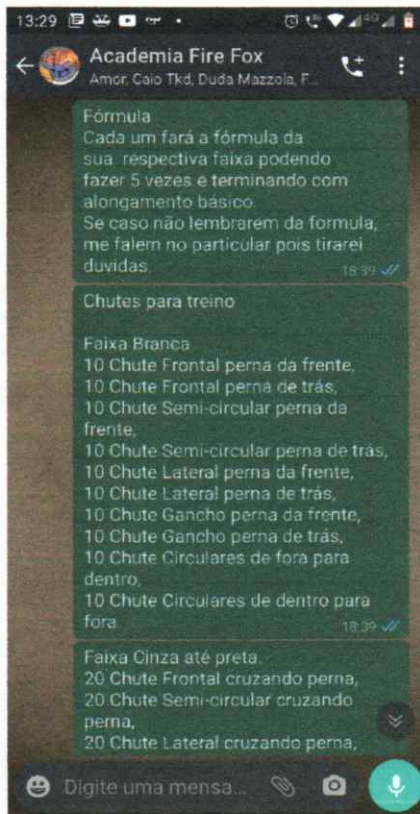 13:29
4G
Academia Fire Fox
Amor, Caio Tkd, Duda Mazzola, F...
Fórmula
Cada um fará a fórmula da
sua respectiva faixa podendo
fazer 5 vezes e terminando com
alongamento básico.
Se caso não lembrarem da formula,
me falem no particular pois tirarei
duvidas.
18:39
Chutes para treino
Faixa Branca
10 Chute Frontal perna da frente,
10 Chute Frontal perna de trás,
10 Chute Semi-circular perna da
frente,
10 Chute Semi-circular perna de trás,
10 Chute Lateral perna da frente,
10 Chute Lateral perna de trás,
10 Chute Gancho perna da frente,
10 Chute Gancho perna de trás,
10 Chute Circulares de fora para
dentro,
10 Chute Circulares de dentro para
fora.
18:39
Faixa Cinza até preta.
20 Chute Frontal cruzando perna,
20 Chute Semi-circular cruzando
perna,
20 Chute Lateral cruzando perna,
Digite uma mensa...